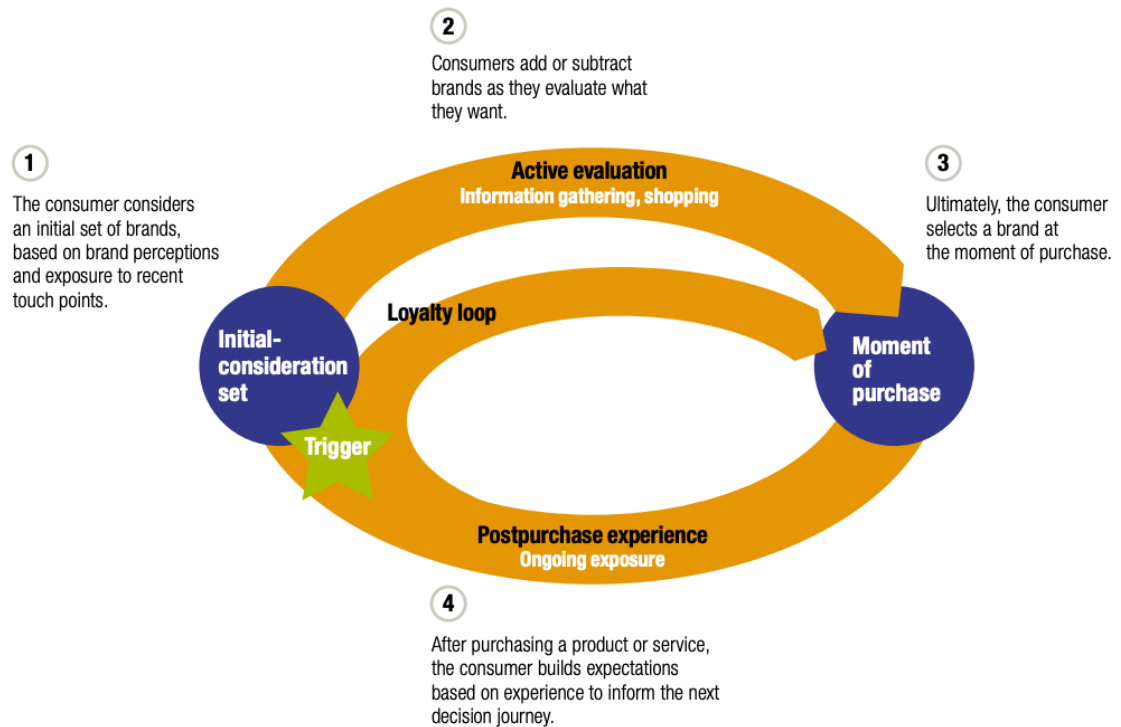 1
The consumer considers
an initial set of brands,
based on brand perceptions
and exposure to recent
touch points.
2
Consumers add or subtract
brands as they evaluate what
they want.
3
Ultimately, the consumer
selects a brand at
the moment of purchase.
Active evaluation
Information gathering, shopping
Loyalty loop
Initial-
consideration
set
Trigger
Moment
of
purchase
Postpurchase experience
Ongoing exposure
4
After purchasing a product or service,
the consumer builds expectations
based on experience to inform the next
decision journey.